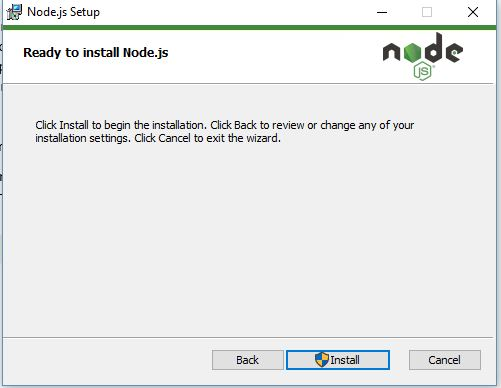 Node.js Setup
Ready to install Node.js
node
JS
Click Install to begin the installation. Click Back to review or change any of your
installation settings. Click Cancel to exit the wizard.
Back
Install
Cancel